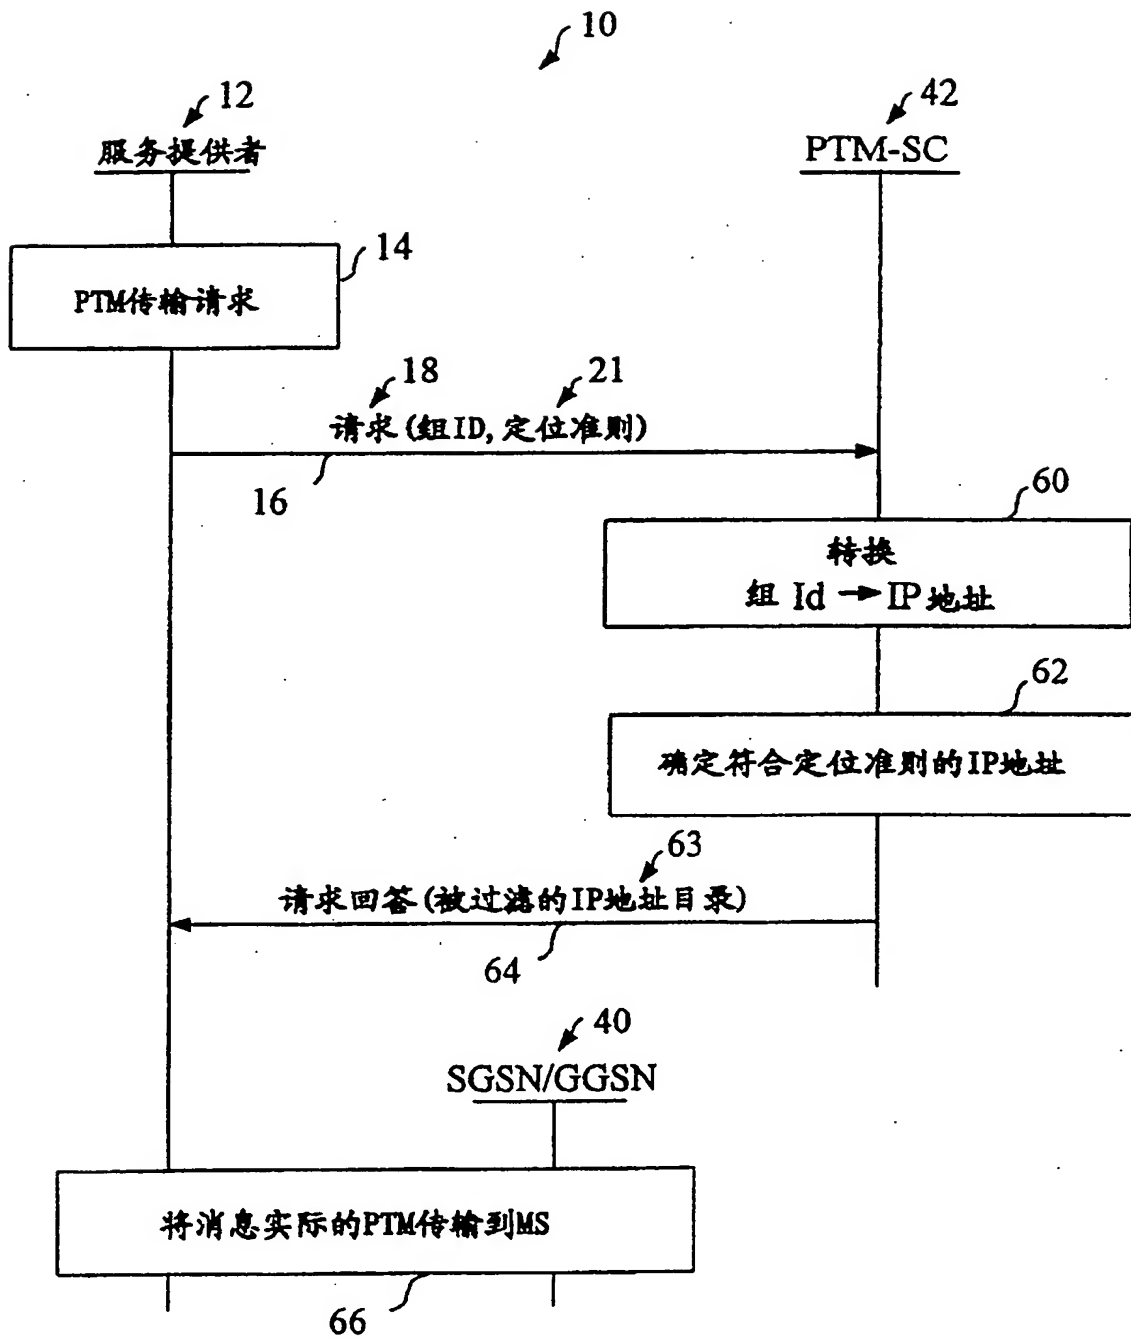 10
12
服务提供者
42
PTM-SC
14
PTM传输请求
18
21
请求(组ID,定位准则)
16
60
转换
组 Id → IP地址
62
确定符合定位准则的IP地址
63
请求回答(被过滤的IP地址目录)
64
40
SGSN/GGSN
将消息实际的PTM传输到MS
66